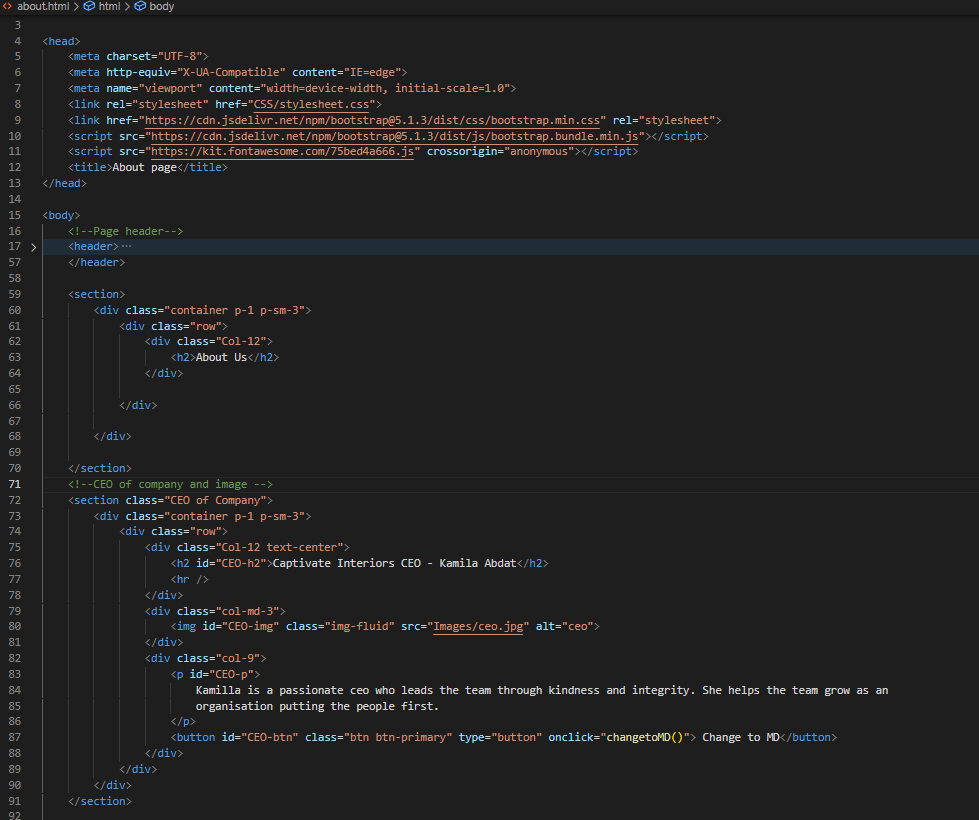 about.html > html > body
3
4 <head>
5 <meta charset="UTF-8">
6 <meta http-equiv="X-UA-Compatible" content="IE=edge">
7 <meta name="viewport" content="width=device-width, initial-scale=1.0">
8 <link rel="stylesheet" href="CSS/stylesheet.css">
9 <link href="https://cdn.jsdelivr.net/npm/bootstrap@5.1.3/dist/css/bootstrap.min.css" rel="stylesheet">
10 <script src="https://cdn.jsdelivr.net/npm/bootstrap@5.1.3/dist/js/bootstrap.bundle.min.js"></script>
11 <script src="https://kit.fontawesome.com/75bed4a666.js" crossorigin="anonymous"></script>
12 <title>About page</title>
13 </head>
14
15 <body>
16 <!--Page header-->
17 > <header>⋯
57 </header>
58
59 <section>
60 <div class="container p-1 p-sm-3">
61 <div class="row">
62 <div class="Col-12">
63 <h2>About Us</h2>
64 </div>
65
66 </div>
67
68 </div>
69
70 </section>
71 <!--CEO of company and image -->
72 <section class="CEO of Company">
73 <div class="container p-1 p-sm-3">
74 <div class="row">
75 <div class="Col-12 text-center">
76 <h2 id="CEO-h2">Captivate Interiors CEO - Kamila Abdat</h2>
77 <hr />
78 </div>
79 <div class="col-md-3">
80 <img id="CEO-img" class="img-fluid" src="Images/ceo.jpg" alt="ceo">
81 </div>
82 <div class="col-9">
83 <p id="CEO-p">
84 Kamilla is a passionate ceo who leads the team through kindness and integrity. She helps the team grow as an
85 organisation putting the people first.
86 </p>
87 <button id="CEO-btn" class="btn btn-primary" type="button" onclick="changetoMD()"> Change to MD</button>
88 </div>
89 </div>
90 </div>
91 </section>
92